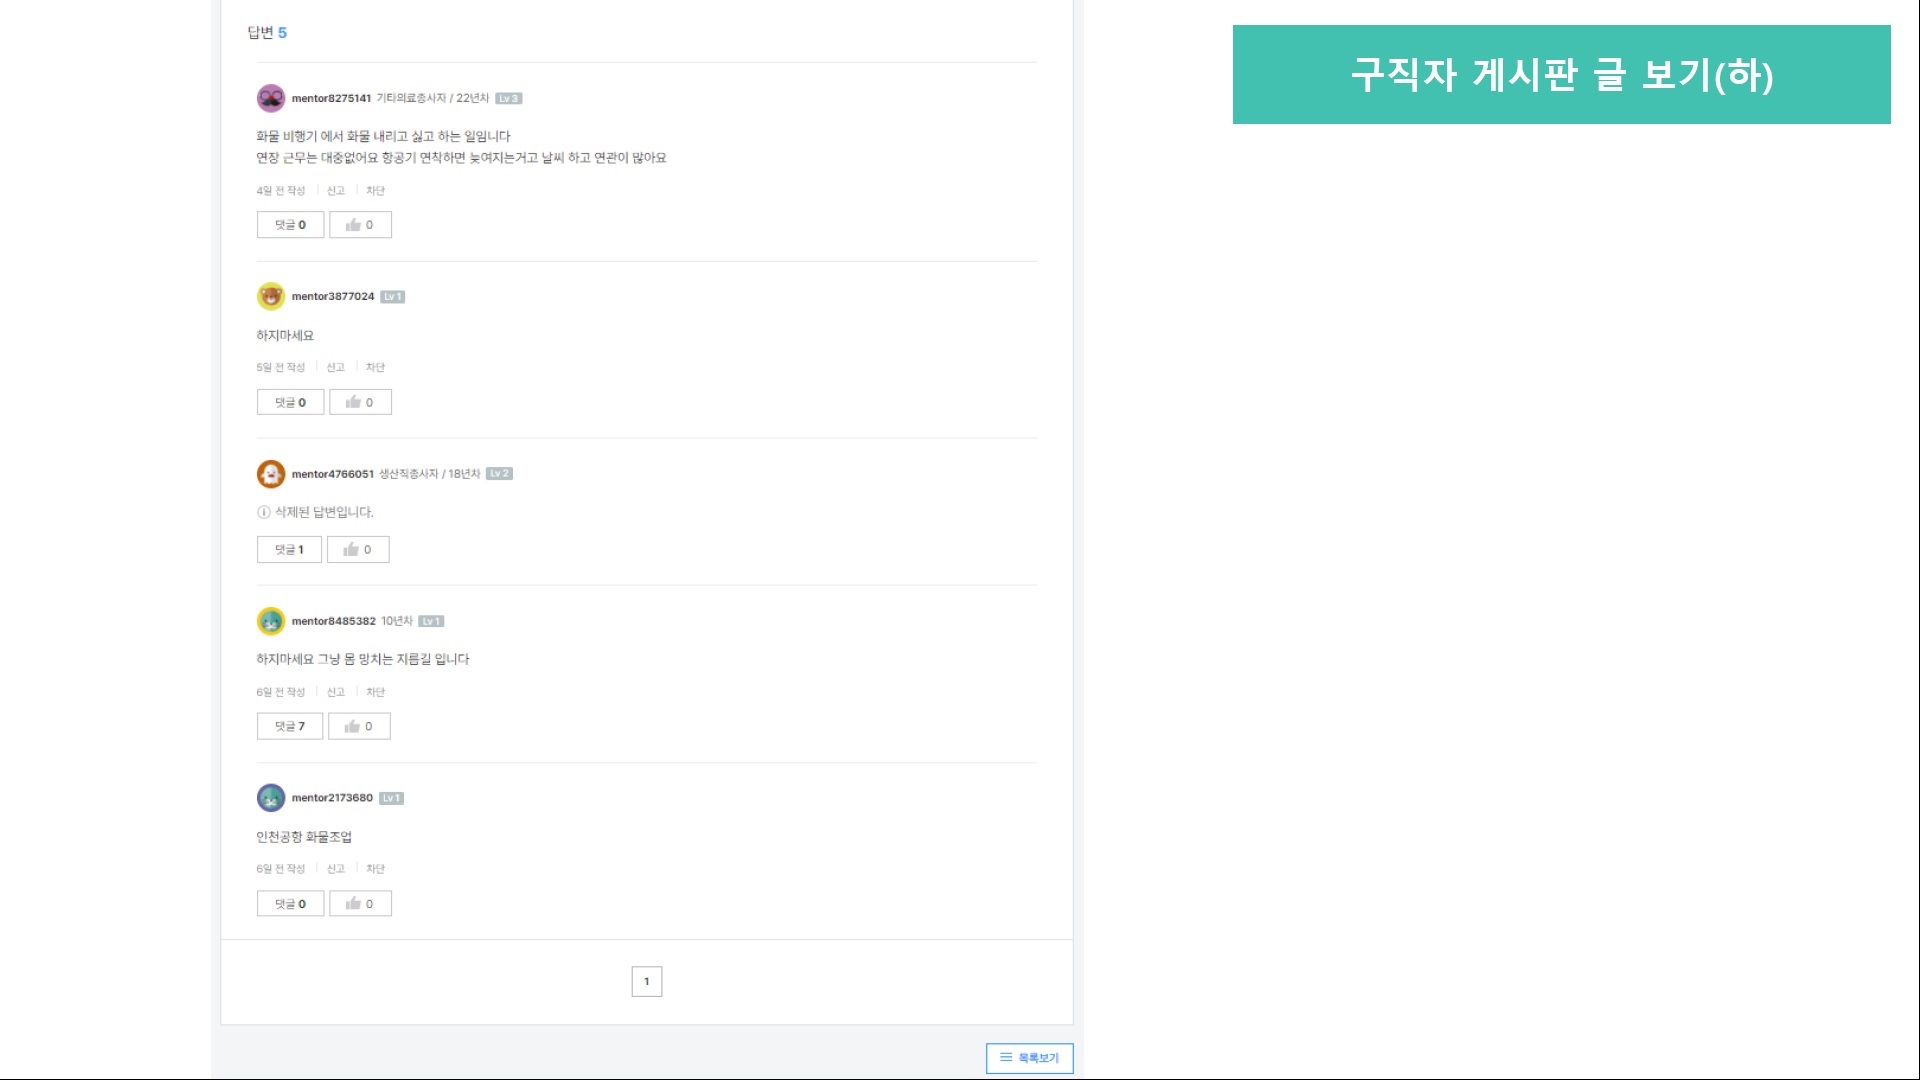 답변 5
구직자 게시판 글 보기(하)
mentor8275141 기타의료종사자 / 22년차 Lv 3
화물 비행기 에서 화물 내리고 싫고 하는 일임니다
연장 근무는 대중없어요 항공기 연착하면 늦여지는거고 날씨 하고 연관이 많아요
4일 전 작성 신고 차단
댓글 0 0
mentor3877024 Lv 1
하지마세요
5일 전 작성 신고 차단
댓글 0 0
mentor4766051 생산직종사자 / 18년차 Lv 2
삭제된 답변입니다.
댓글 1 0
mentor8485382 10년차 Lv 1
하지마세요 그냥 몸 망치는 지름길 입니다
6일 전 작성 신고 차단
댓글 7 0
mentor2173680 Lv 1
인천공항 화물조업
6일 전 작성 신고 차단
댓글 0 0
1
목록보기